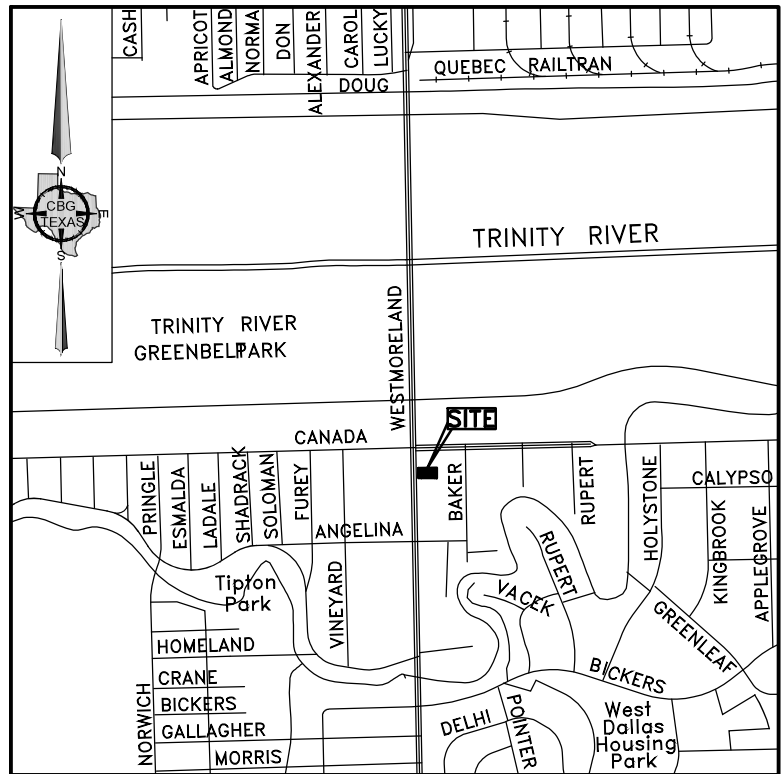 CASH
APRICOT
ALMOND
NORMA
DON
ALEXANDER
CAROL
LUCKY
DOUG
QUEBEC RAILTRAN
N
W
CBG
TEXAS
E
S
TRINITY RIVER
TRINITY RIVER
GREENBELT PARK
WESTMORELAND
SITE
CANADA
PRINGLE
ESMALDA
LADALE
SHADRACK
SOLOMAN
FUREY
ANGELINA
BAKER
RUPERT
HOLYSTONE
CALYPSO
KINGBROOK
APPLEGROVE
Tipton
Park
VINEYARD
RUPERT
VACEK
GREENLEAF
HOMELAND
CRANE
BICKERS
GALLAGHER
MORRIS
NORWICH
BICKERS
DELHI
POINTER
West
Dallas
Housing
Park